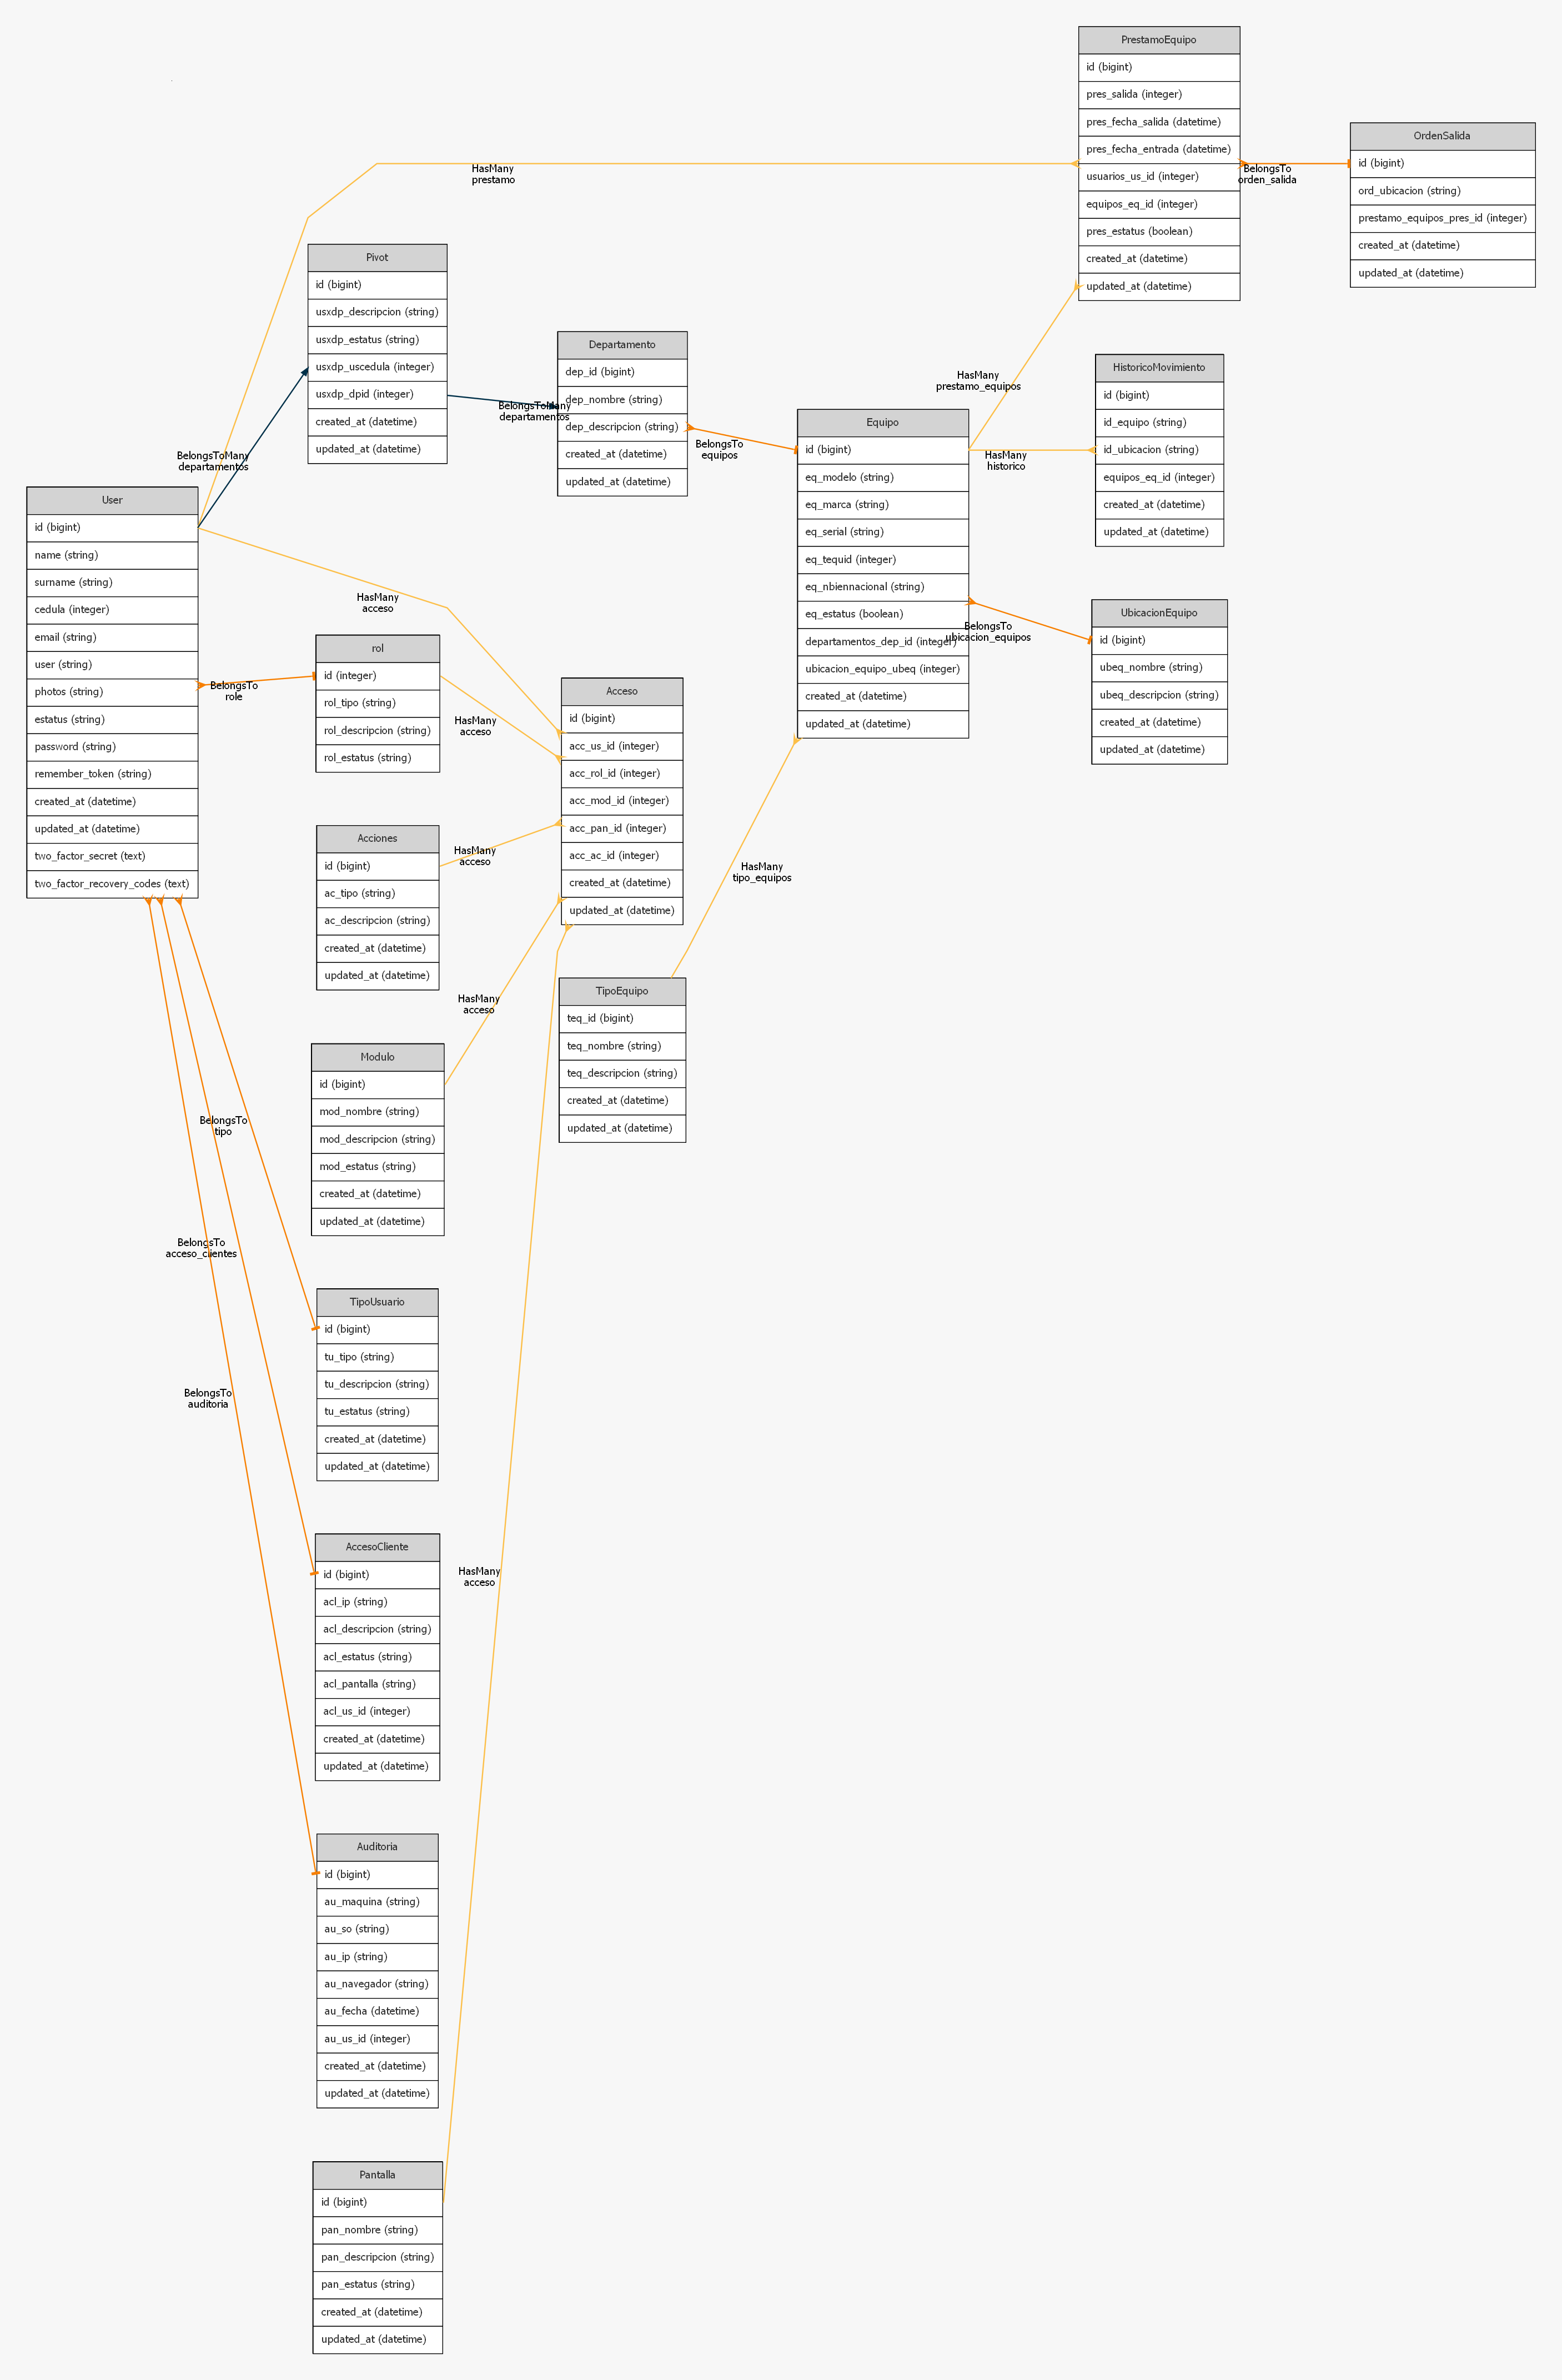 PrestamoEquipo
id (bigint)
pres_salida (integer)
pres_fecha_salida (datetime)
pres_fecha_entrada (datetime)
usuarios_us_id (integer)
equipos_eq_id (integer)
pres_estatus (boolean)
created_at (datetime)
updated_at (datetime)
OrdenSalida
id (bigint)
ord_ubicacion (string)
prestamo_equipos_pres_id (integer)
created_at (datetime)
updated_at (datetime)
BelongsTo
orden_salida
HasMany
prestamo
Pivot
id (bigint)
usxdp_descripcion (string)
usxdp_estatus (string)
usxdp_uscedula (integer)
usxdp_dpid (integer)
created_at (datetime)
updated_at (datetime)
Departamento
dep_id (bigint)
dep_nombre (string)
dep_descripcion (string)
created_at (datetime)
updated_at (datetime)
BelongsToMany
departamentos
BelongsToMany
departamentos
BelongsTo
equipos
HasMany
prestamo_equipos
HasMany
historico
HistoricoMovimiento
id (bigint)
id_equipo (string)
id_ubicacion (string)
equipos_eq_id (integer)
created_at (datetime)
updated_at (datetime)
Equipo
id (bigint)
eq_modelo (string)
eq_marca (string)
eq_serial (string)
eq_tequid (integer)
eq_nbiennacional (string)
eq_estatus (boolean)
departamentos_dep_id (integer)
ubicacion_equipo_ubeq (integer)
created_at (datetime)
updated_at (datetime)
BelongsTo
ubicacion_equipos
UbicacionEquipo
id (bigint)
ubeq_nombre (string)
ubeq_descripcion (string)
created_at (datetime)
updated_at (datetime)
User
id (bigint)
name (string)
surname (string)
cedula (integer)
email (string)
user (string)
photos (string)
estatus (string)
password (string)
remember_token (string)
created_at (datetime)
updated_at (datetime)
two_factor_secret (text)
two_factor_recovery_codes (text)
HasMany
acceso
BelongsTo
role
rol
id (integer)
rol_tipo (string)
rol_descripcion (string)
rol_estatus (string)
HasMany
acceso
Acceso
id (bigint)
acc_us_id (integer)
acc_rol_id (integer)
acc_mod_id (integer)
acc_pan_id (integer)
acc_ac_id (integer)
created_at (datetime)
updated_at (datetime)
Acciones
id (bigint)
ac_tipo (string)
ac_descripcion (string)
created_at (datetime)
updated_at (datetime)
HasMany
acceso
HasMany
tipo_equipos
TipoEquipo
teq_id (bigint)
teq_nombre (string)
teq_descripcion (string)
created_at (datetime)
updated_at (datetime)
HasMany
acceso
Modulo
id (bigint)
mod_nombre (string)
mod_descripcion (string)
mod_estatus (string)
created_at (datetime)
updated_at (datetime)
BelongsTo
tipo
BelongsTo
acceso_clientes
BelongsTo
auditoria
TipoUsuario
id (bigint)
tu_tipo (string)
tu_descripcion (string)
tu_estatus (string)
created_at (datetime)
updated_at (datetime)
AccesoCliente
id (bigint)
acl_ip (string)
acl_descripcion (string)
acl_estatus (string)
acl_pantalla (string)
acl_us_id (integer)
created_at (datetime)
updated_at (datetime)
HasMany
acceso
Auditoria
id (bigint)
au_maquina (string)
au_so (string)
au_ip (string)
au_navegador (string)
au_fecha (datetime)
au_us_id (integer)
created_at (datetime)
updated_at (datetime)
Pantalla
id (bigint)
pan_nombre (string)
pan_descripcion (string)
pan_estatus (string)
created_at (datetime)
updated_at (datetime)